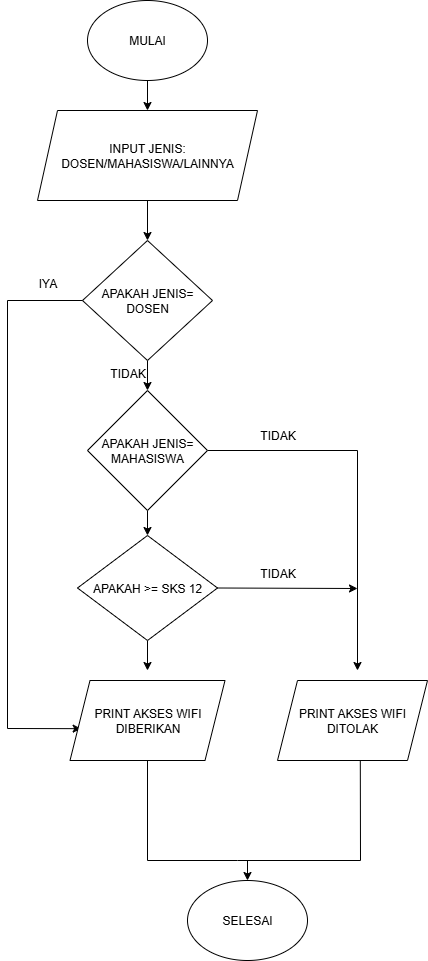 MULAI
INPUT JENIS:
DOSEN/MAHASISWA/LAINNYA
IYA
APAKAH JENIS=
DOSEN
TIDAK
APAKAH JENIS=
MAHASISWA
TIDAK
APAKAH >= SKS 12
TIDAK
PRINT AKSES WIFI
DIBERIKAN
PRINT AKSES WIFI
DITOLAK
SELESAI